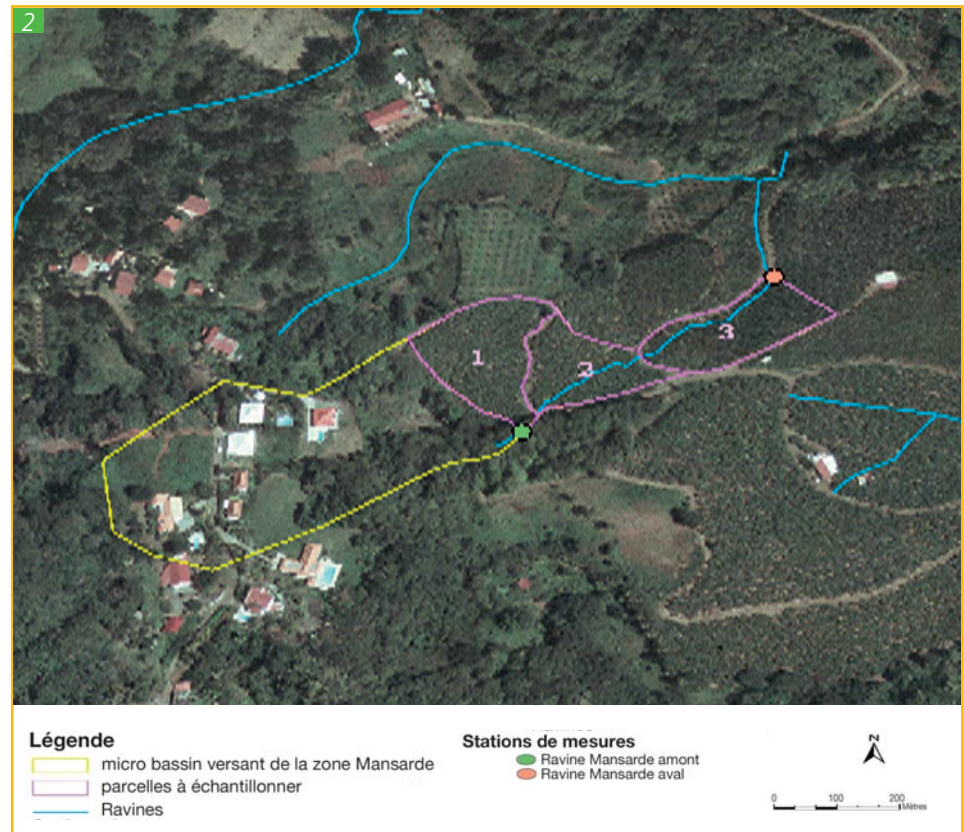 2
1
2
3
Légende
micro bassin versant de la zone Mansarde
parcelles à échantillonner
Ravines
Stations de mesures
Ravine Mansarde amont
Ravine Mansarde aval
N
0 100 200
Mètres